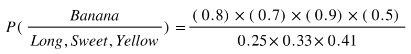 P( Banana / Long, Sweet, Yellow ) = ( 0.8) × ( 0.7) × ( 0.9) × ( 0.5) / 0.25 × 0.33 × 0.41